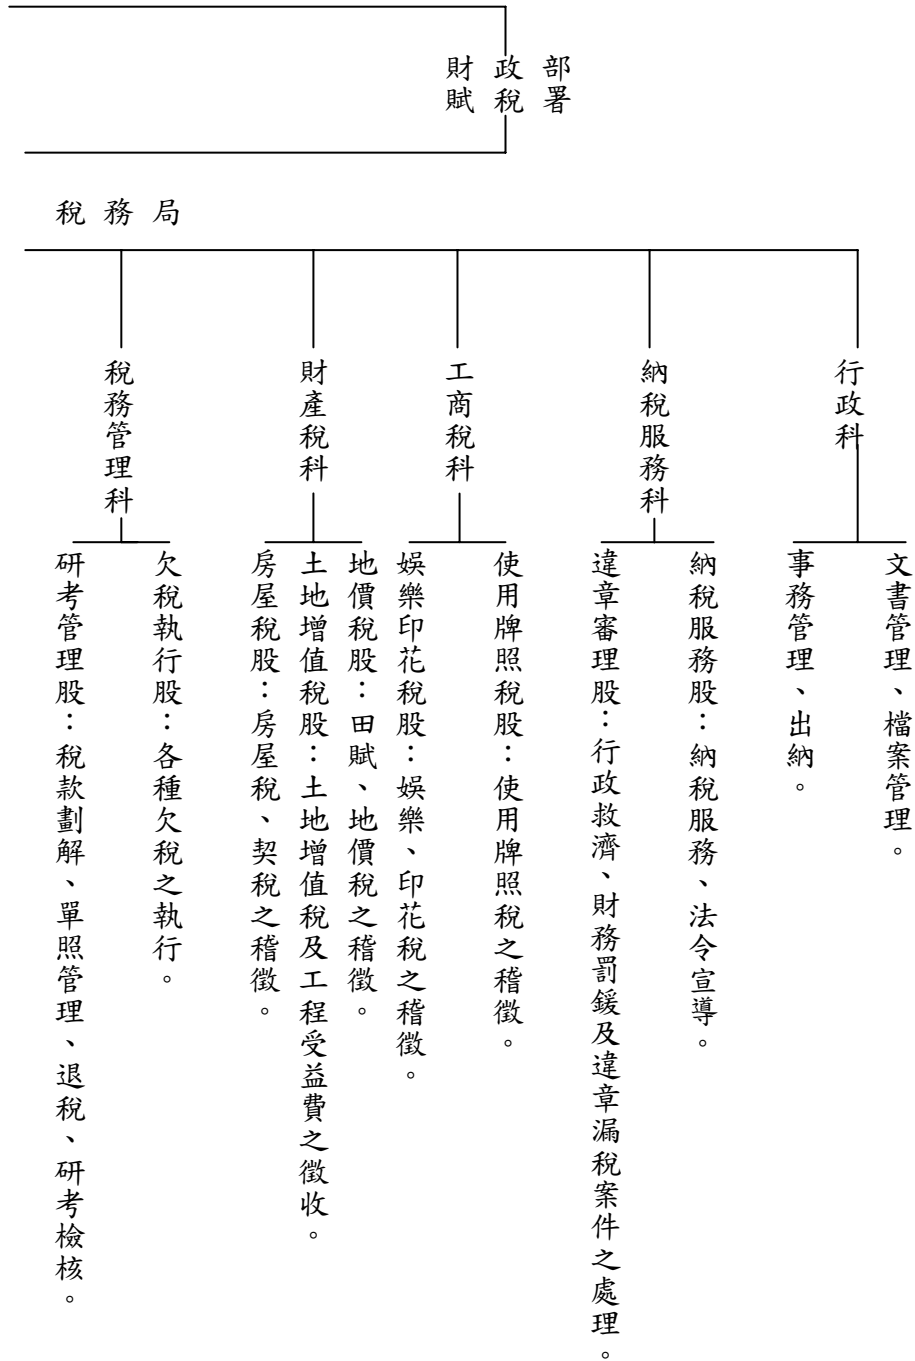 財政部
賦稅署
稅務局
行政科
文書管理、檔案管理。
事務管理、出納。
納稅服務科
納稅服務股：納稅服務、法令宣導。
違章審理股：行政救濟、財務罰鍰及違章漏稅案件之處理。
工商稅科
使用牌照稅股：使用牌照稅之稽徵。
娛樂印花稅股：娛樂、印花稅之稽徵。
財產稅科
地價稅股：田賦、地價稅之稽徵。
土地增值稅股：土地增值稅及工程受益費之徵收。
房屋稅股：房屋稅、契稅之稽徵。
稅務管理科
欠稅執行股：各種欠稅之執行。
研考管理股：稅款劃解、單照管理、退稅、研考檢核。